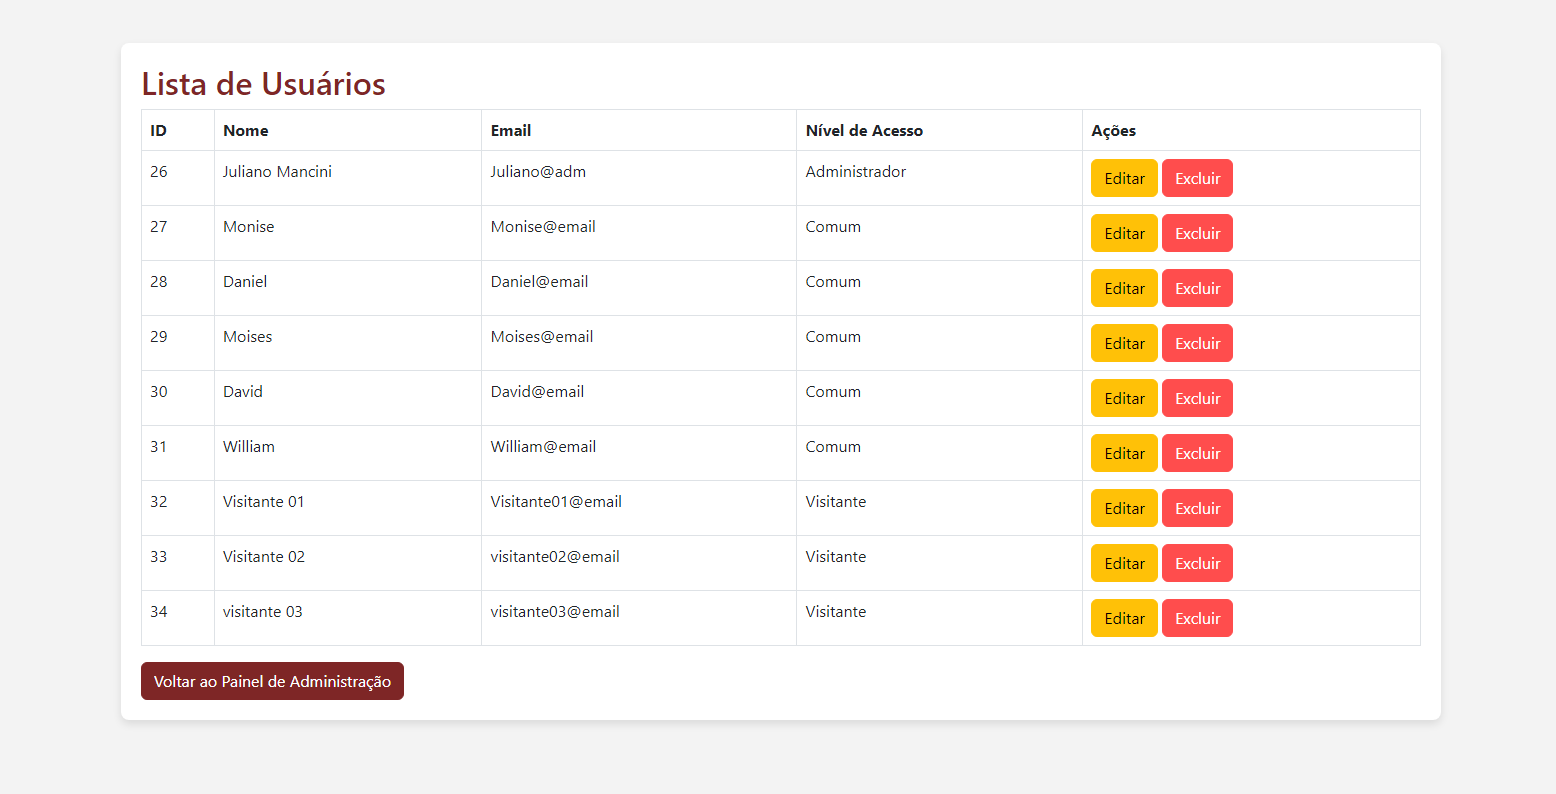 Lista de Usuários
ID Nome Email Nível de Acesso Ações
26 Juliano Mancini Juliano@adm Administrador Editar Excluir
27 Monise Monise@email Comum Editar Excluir
28 Daniel Daniel@email Comum Editar Excluir
29 Moises Moises@email Comum Editar Excluir
30 David David@email Comum Editar Excluir
31 William William@email Comum Editar Excluir
32 Visitante 01 Visitante01@email Visitante Editar Excluir
33 Visitante 02 visitante02@email Visitante Editar Excluir
34 visitante 03 visitante03@email Visitante Editar Excluir
Voltar ao Painel de Administração